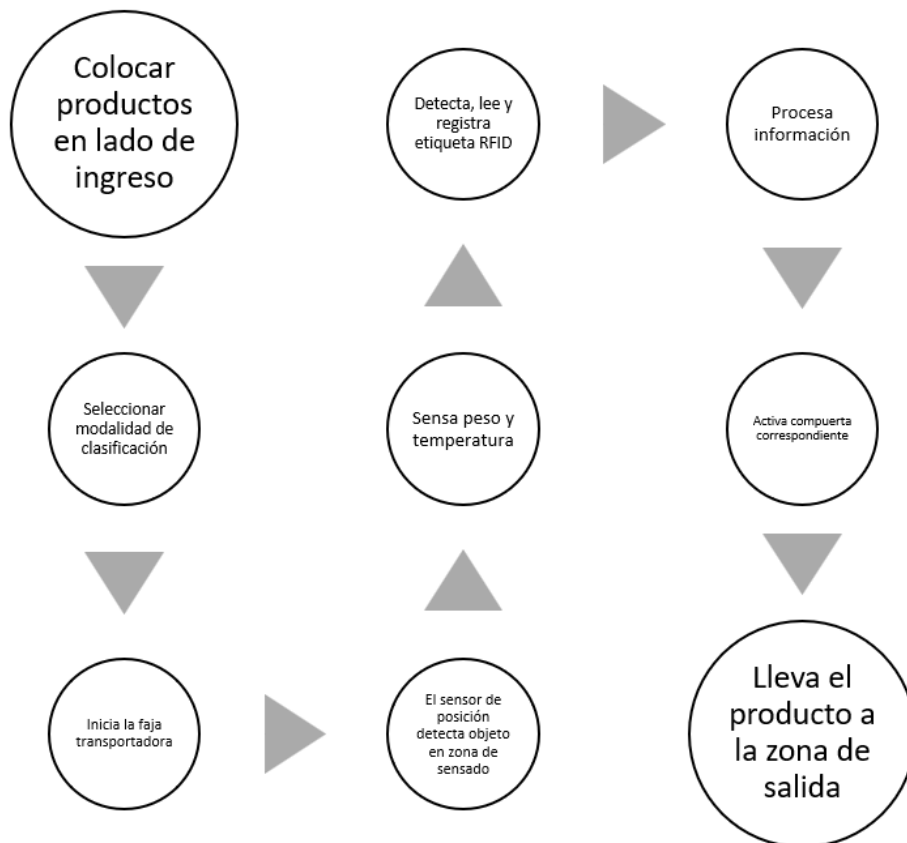 Colocar
productos
en lado de
ingreso
Seleccionar
modalidad de
clasificación
Inicia la faja
transportadora
El sensor de
posición
detecta objeto
en zona de
sensado
Sensa peso y
temperatura
Detecta, lee y
registra
etiqueta RFID
Procesa
información
Activa compuerta
correspondiente
Lleva el
producto a
la zona de
salida